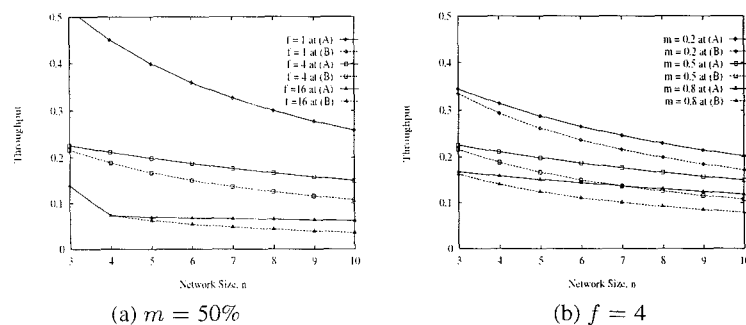 0.5
0.4
0.3
0.2
0.1
0
Throughput
f = 1 at (A)
f = 1 at (B)
f = 4 at (A)
f = 4 at (B)
f =16 at (A)
f =16 at (B)
3 4 5 6 7 8 9 10
Network Size, n
(a) m = 50%
0.5
0.4
0.3
0.2
0.1
0
Throughput
m = 0.2 at (A)
m = 0.2 at (B)
m = 0.5 at (A)
m = 0.5 at (B)
m = 0.8 at (A)
m = 0.8 at (B)
3 4 5 6 7 8 9 10
Network Size, n
(b) f = 4